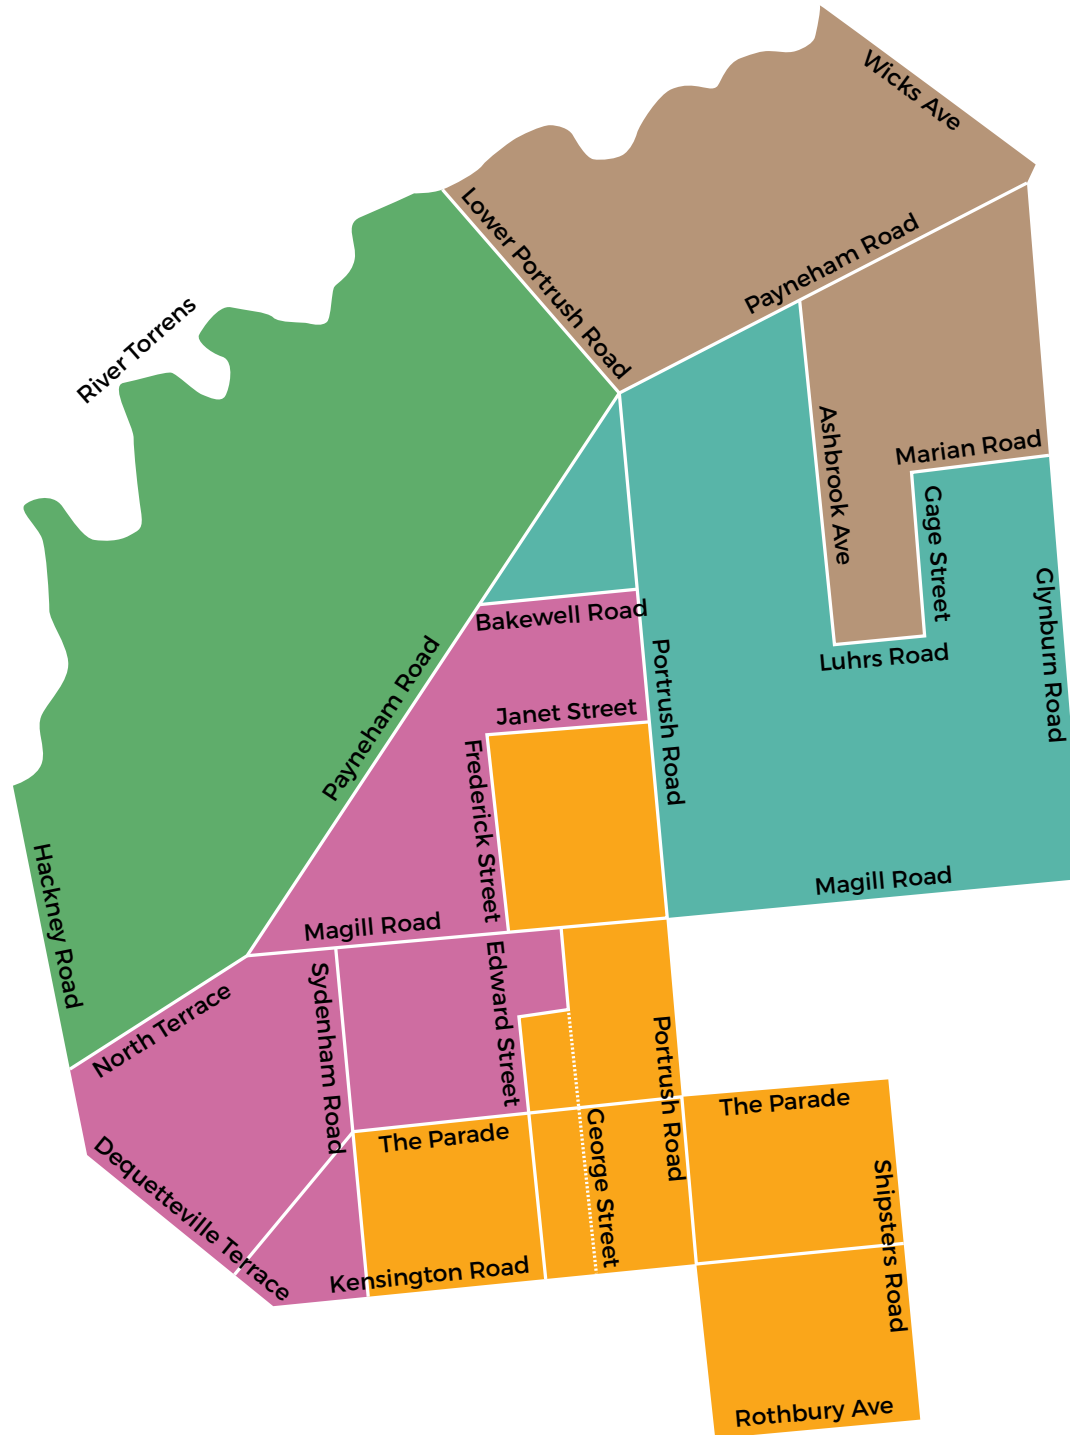 Wicks Ave
Lower Portrush Road
Payneham Road
River Torrens
Ashbrook Ave
Marian Road
Gage Street
Glynburn Road
Bakewell Road
Luhrs Road
Payneham Road
Portrush Road
Janet Street
Frederick Street
Hackney Road
Magill Road
Magill Road
Edward Street
Sydenham Road
North Terrace
Portrush Road
The Parade
The Parade
George Street
Dequetteville Terrace
Shipsters Road
Kensington Road
Rothbury Ave